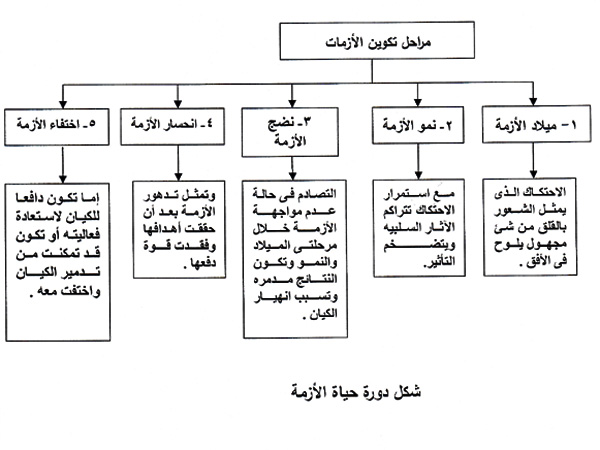 مراحل تكوين الأزمات
١- ميلاد الأزمة
٢- نمو الأزمة
٣- نضج
الأزمة
٤- انحسار الأزمة
٥- اختفاء الأزمة
الاحتكاك الذى
يمثل الشعور
بالقلق من شئ
مجهول يلوح
فى الأفق .
مع استمرار
الاحتكاك تتراكم
الآثار السلبيه
ويتضخم
التأثير .
التصادم فى حالة
عدم مواجهة
الأزمة خلال
مرحلتى الميلاد
والنمو وتكون
النتائج مدمره
وتسبب انهيار
الكيان .
وتمثل تدهور
الأزمة بعد أن
حققت أهدافها
وفقدت قوة
دفعها .
إما تكون دافعا
للكيان لاستعادة
فعاليته أو تكون
قد تمكنت من
تدمير الكيان
واختفت معه .
شكل دورة حياة الأزمة